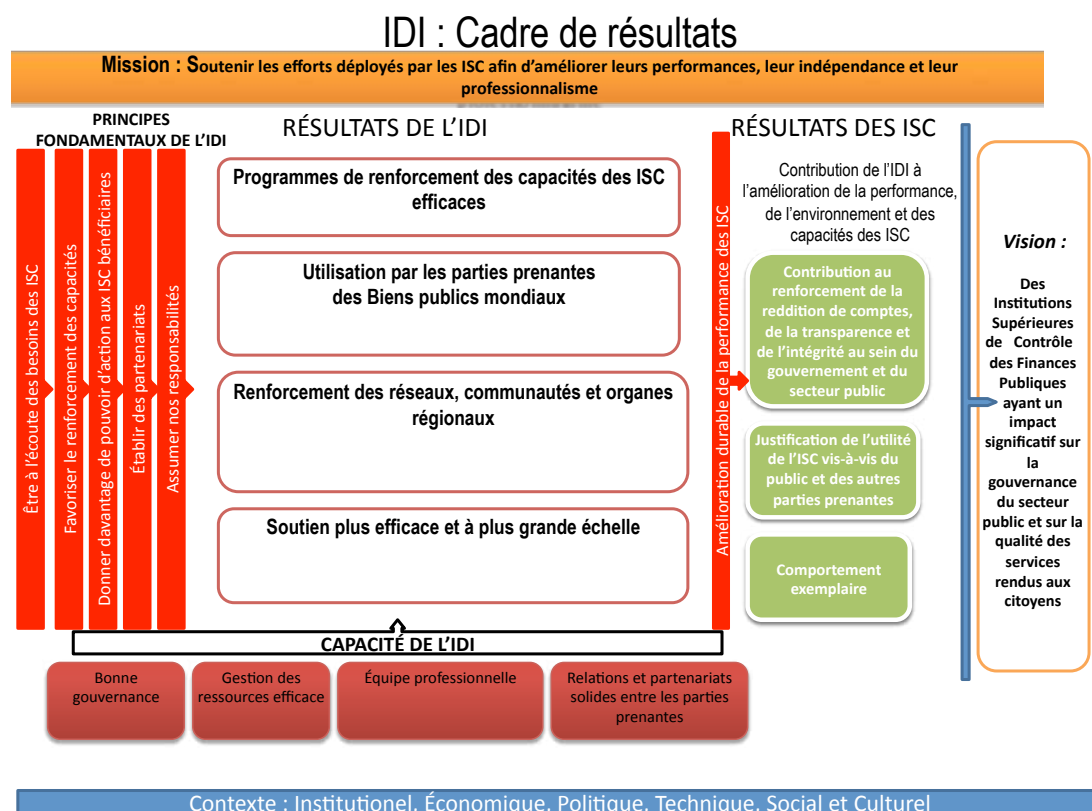 IDI : Cadre de résultats
Mission : Soutenir les efforts déployés par les ISC afin d’améliorer leurs performances, leur indépendance et leur
professionnalisme
PRINCIPES
FONDAMENTAUX DE L’IDI
Être à l’écoute des besoins des ISC
Favoriser le renforcement des capacités
Donner davantage de pouvoir d’action aux ISC bénéficiaires
Établir des partenariats
Assumer nos responsabilités
RÉSULTATS DE L’IDI
Programmes de renforcement des capacités des ISC
efficaces
Utilisation par les parties prenantes
des Biens publics mondiaux
Renforcement des réseaux, communautés et organes
régionaux
Soutien plus efficace et à plus grande échelle
Amélioration durable de la performance des ISC
RÉSULTATS DES ISC
Contribution de l’IDI à
l’amélioration de la performance,
de l’environnement et des
capacités des ISC
Contribution au
renforcement de la
reddition de comptes,
de la transparence et
de l’intégrité au sein du
gouvernement et du
secteur public
Justification de l’utilité
de l’ISC vis-à-vis du
public et des autres
parties prenantes
Comportement
exemplaire
Vision :
Des
Institutions
Supérieures
de Contrôle
des Finances
Publiques
ayant un
impact
significatif sur
la
gouvernance
du secteur
public et sur la
qualité des
services
rendus aux
citoyens
CAPACITÉ DE L’IDI
Bonne
gouvernance
Gestion des
ressources efficace
Équipe professionnelle
Relations et partenariats
solides entre les parties
prenantes
Contexte : Institutionel, Économique, Politique, Technique, Social et Culturel